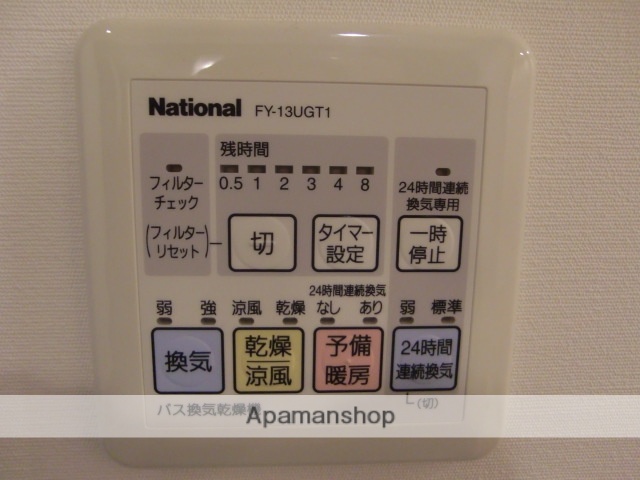 National FY-13UGT1
残時間
0.5 1 2 3 4 8
フィルター
チェック
24時間連続
換気専用
(フィルター
リセット)
切
タイマー
設定
一時
停止
弱 強
涼風 乾燥
24時間連続換気
なし あり
弱 標準
換気
乾燥
涼風
予備
暖房
24時間
連続換気
(切)
バス換気乾燥機
Apamanshop